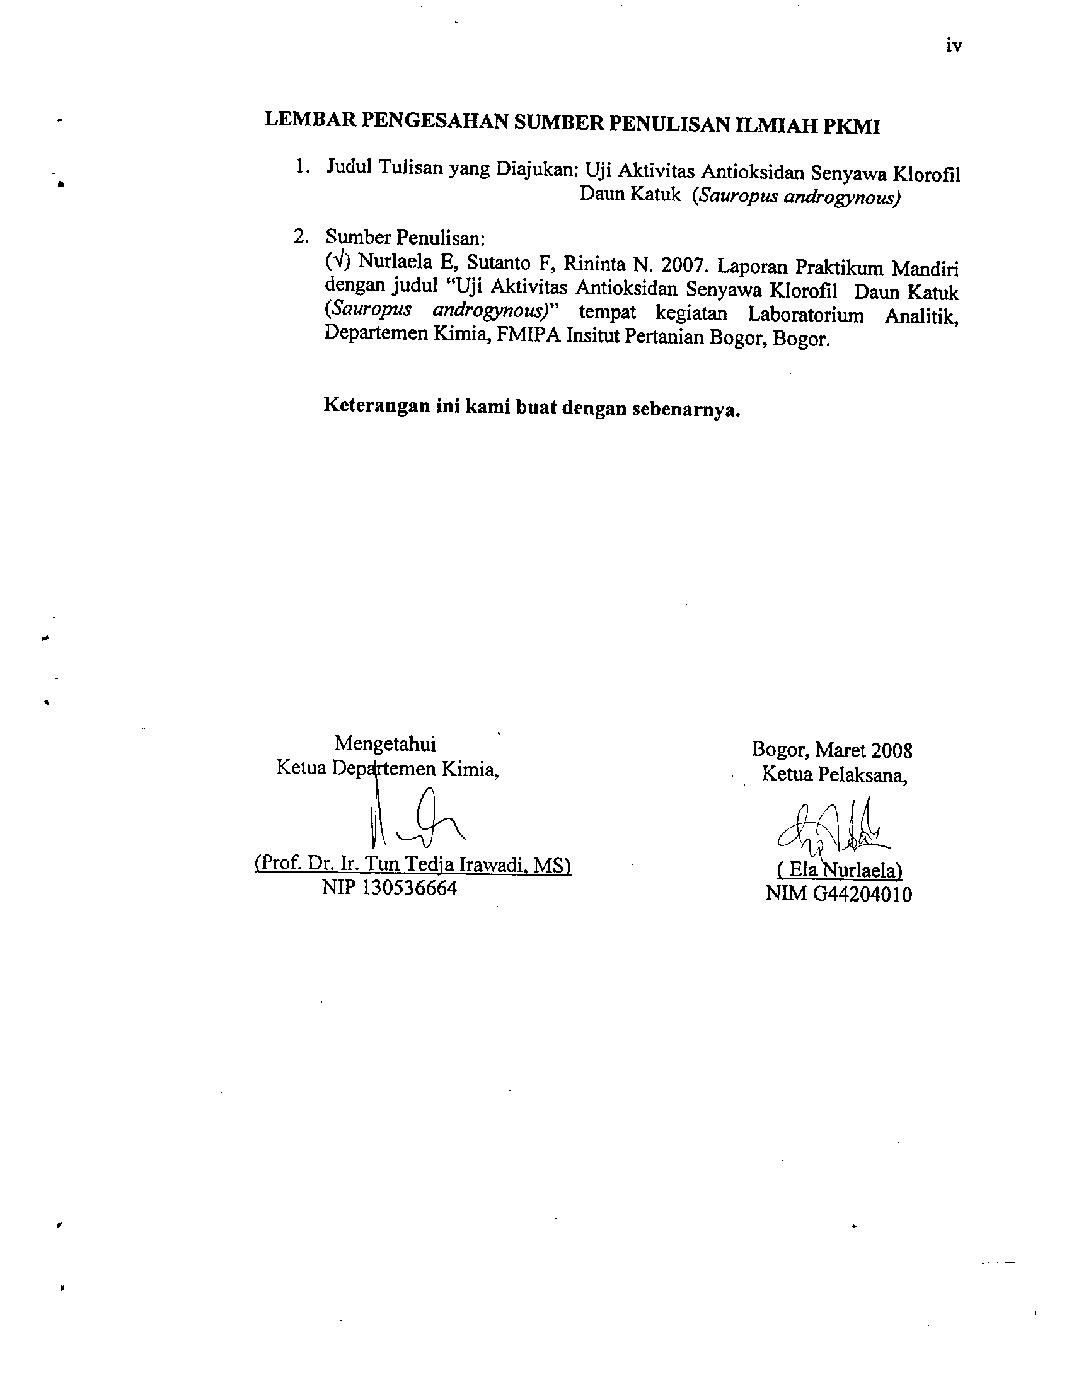 iv
LEMBAR PENGESAHAN SUMBER PENULISAN ILMIAH PKMI
1. Judul Tulisan yang Diajukan: Uji Aktivitas Antioksidan Senyawa Klorofil
Daun Katuk (Sauropus androgynous)
2. Sumber Penulisan:
(√) Nurlaela E, Sutanto F, Rininta N. 2007. Laporan Praktikum Mandiri
dengan judul “Uji Aktivitas Antioksidan Senyawa Klorofil Daun Katuk
(Sauropus androgynous)” tempat kegiatan Laboratorium Analitik,
Departemen Kimia, FMIPA Insitut Pertanian Bogor, Bogor.
Keterangan ini kami buat dengan sebenarnya.
Mengetahui
Ketua Departemen Kimia,
(Prof. Dr. Ir. Tun Tedja Irawadi, MS)
NIP 130536664
Bogor, Maret 2008
Ketua Pelaksana,
( Ela Nurlaela)
NIM G44204010